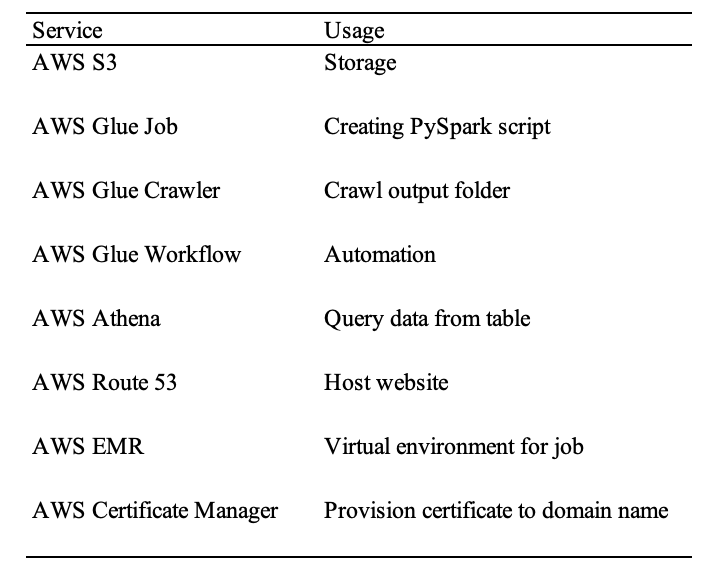 Service Usage
AWS S3 Storage
AWS Glue Job Creating PySpark script
AWS Glue Crawler Crawl output folder
AWS Glue Workflow Automation
AWS Athena Query data from table
AWS Route 53 Host website
AWS EMR Virtual environment for job
AWS Certificate Manager Provision certificate to domain name